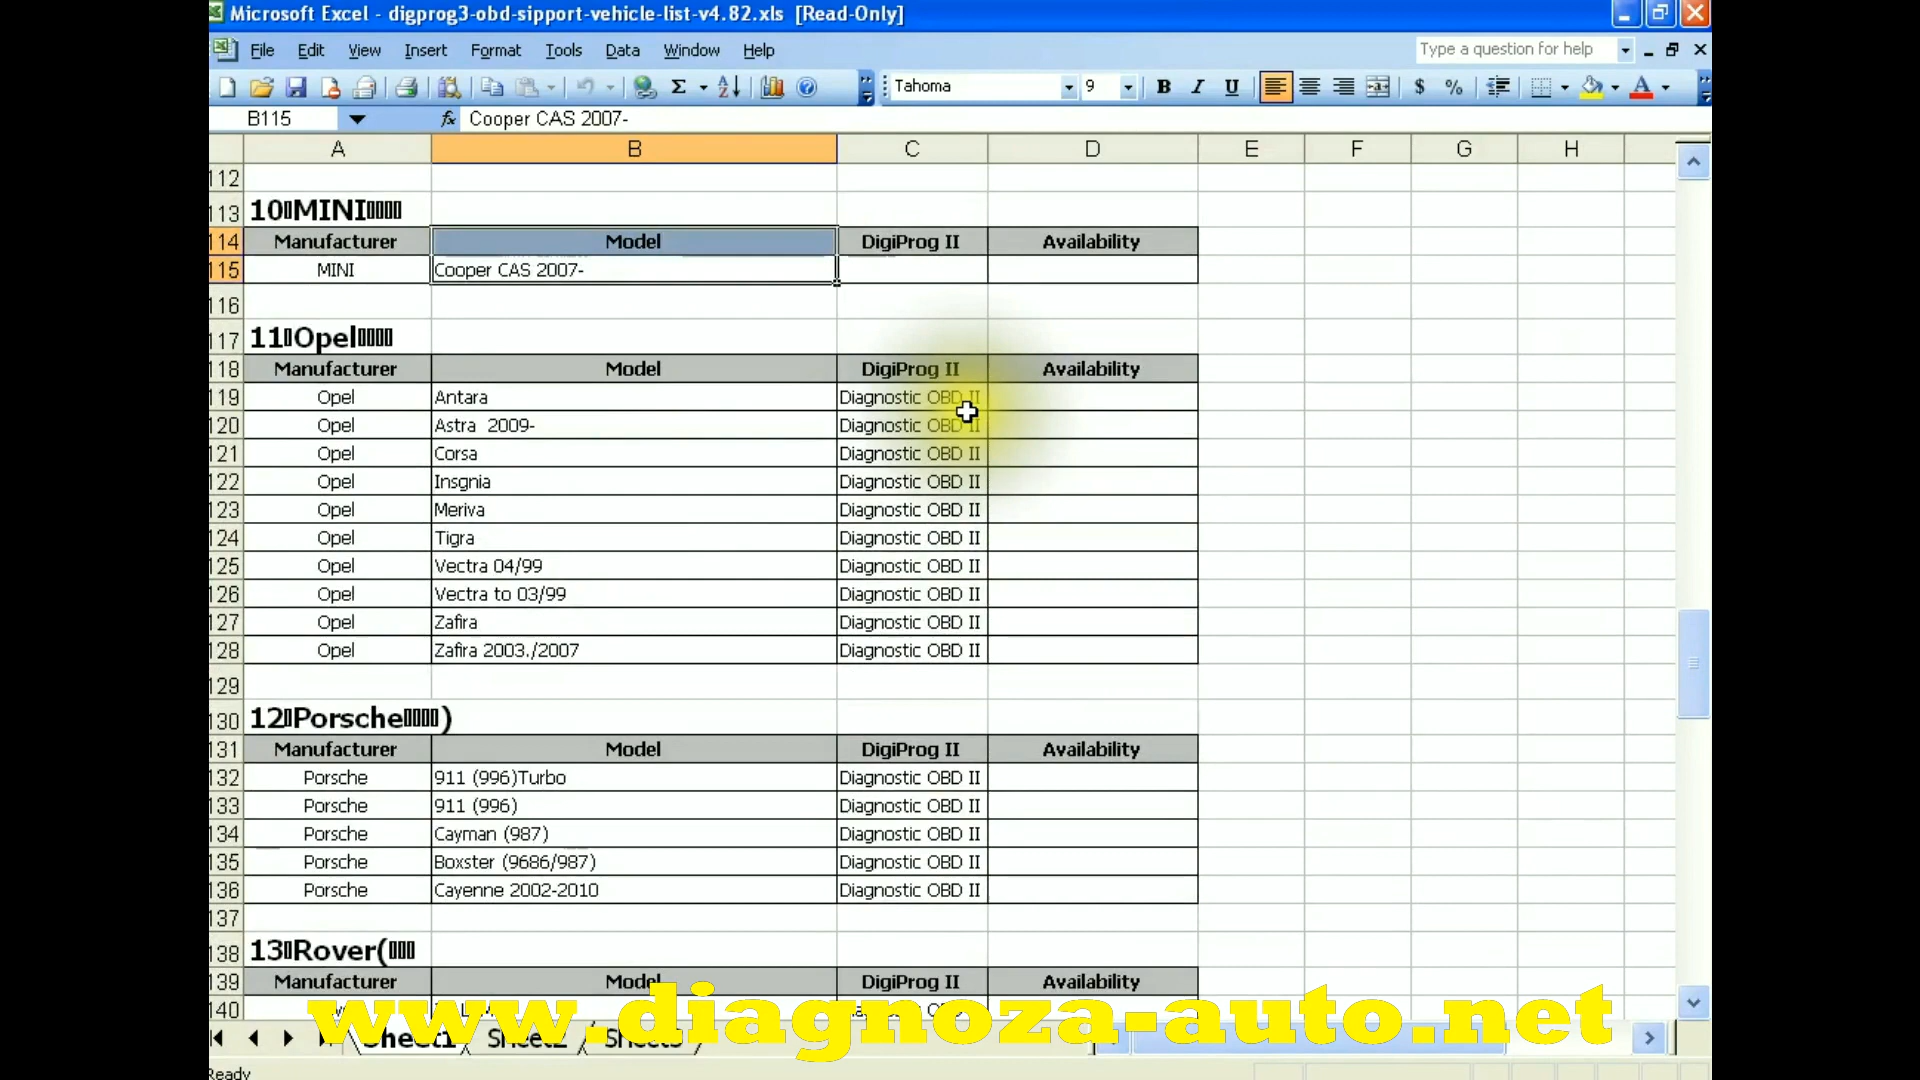 Microsoft Excel - digprog3-obd-sipport-vehicle-list-v4.82.xls [Read-Only]
File Edit View Insert Format Tools Data Window Help Type a question for help
Tahoma 9 B I U $ %
B115 fx Cooper CAS 2007-
A B C D E F G H
112
113 10 MINI
114 Manufacturer Model DigiProg II Availability
115 MINI Cooper CAS 2007-
116
117 11 Opel
118 Manufacturer Model DigiProg II Availability
119 Opel Antara Diagnostic OBD II
120 Opel Astra 2009- Diagnostic OBD II
121 Opel Corsa Diagnostic OBD II
122 Opel Insgnia Diagnostic OBD II
123 Opel Meriva Diagnostic OBD II
124 Opel Tigra Diagnostic OBD II
125 Opel Vectra 04/99 Diagnostic OBD II
126 Opel Vectra to 03/99 Diagnostic OBD II
127 Opel Zafira Diagnostic OBD II
128 Opel Zafira 2003./2007 Diagnostic OBD II
129
130 12 Porsche )
131 Manufacturer Model DigiProg II Availability
132 Porsche 911 (996)Turbo Diagnostic OBD II
133 Porsche 911 (996) Diagnostic OBD II
134 Porsche Cayman (987) Diagnostic OBD II
135 Porsche Boxster (9686/987) Diagnostic OBD II
136 Porsche Cayenne 2002-2010 Diagnostic OBD II
137
138 13 Rover(
139 Manufacturer Model DigiProg II Availability
140
www.diagnoza-auto.net
Sheet1 Sheet2 Sheet3
Ready